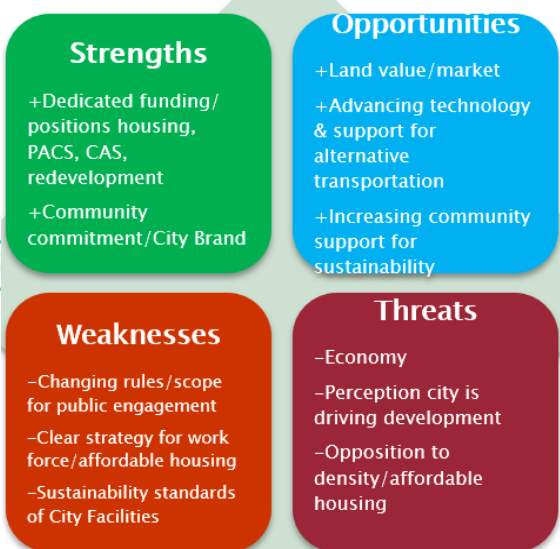 Strengths
+Dedicated funding/
positions housing,
PACS, CAS,
redevelopment
+Community
commitment/City Brand
Opportunities
+Land value/market
+Advancing technology
& support for
alternative
transportation
+Increasing community
support for
sustainability
Weaknesses
-Changing rules/scope
for public engagement
-Clear strategy for work
force/affordable housing
-Sustainability standards
of City Facilities
Threats
-Economy
-Perception city is
driving development
-Opposition to
density/affordable
housing